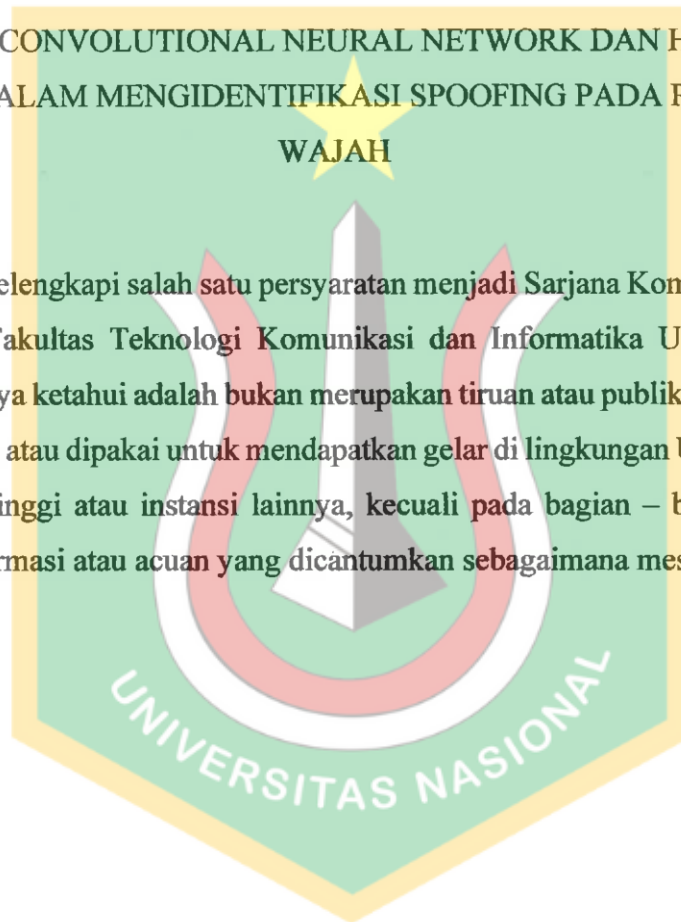 CONVOLUTIONAL NEURAL NETWORK DAN H
ALAM MENGIDENTIFIKASI SPOOFING PADA
WAJAH
elengkapi salah satu persyaratan menjadi Sarjana Kom
Fakultas Teknologi Komunikasi dan Informatika U
ya ketahui adalah bukan merupakan tiruan atau publik
atau dipakai untuk mendapatkan gelar di lingkungan U
inggi atau instansi lainnya, kecuali pada bagian – b
rmasi atau acuan yang dicantumkan sebagaimana mes
UNIVERSITAS NASIONAL